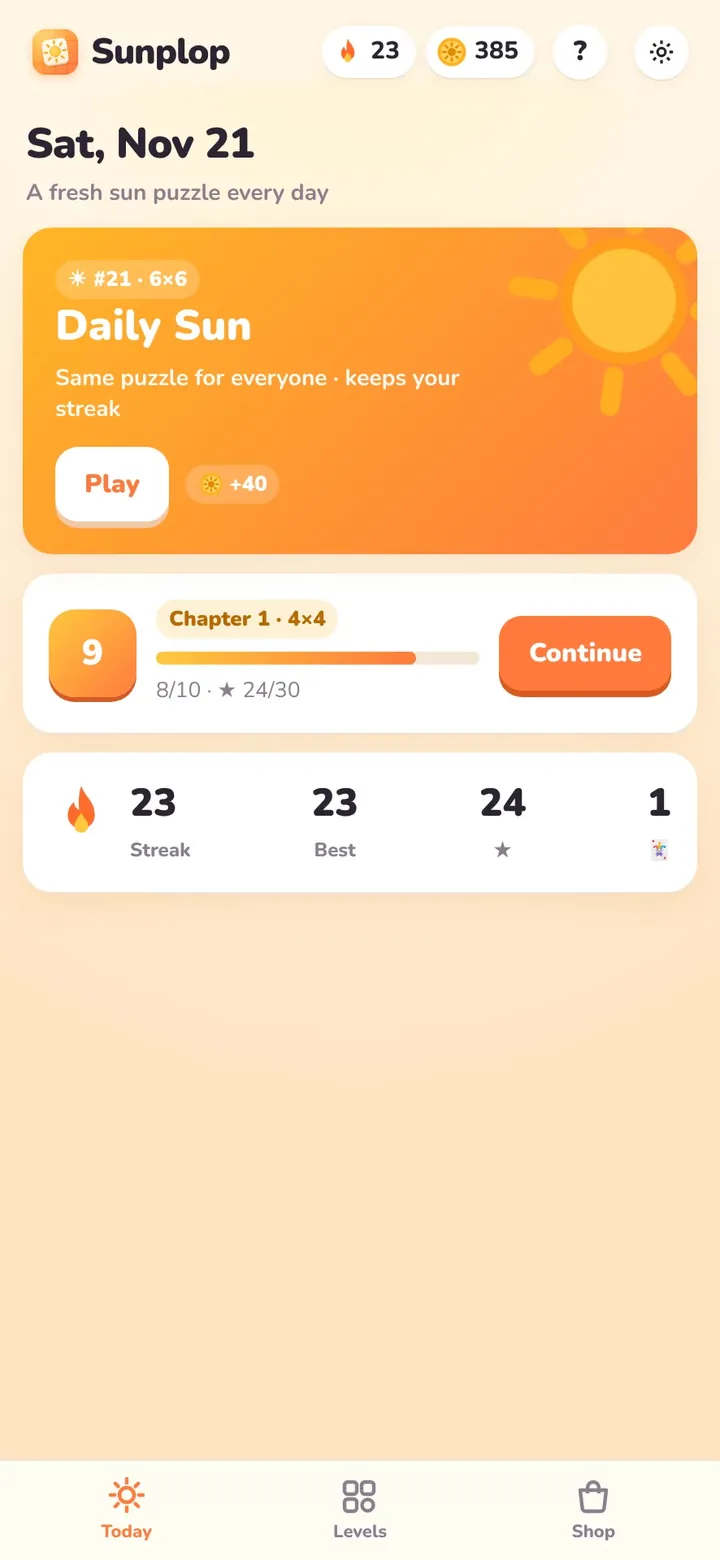 Sunplop
23
385
?
Sat, Nov 21
A fresh sun puzzle every day
☀ #21 · 6×6
Daily Sun
Same puzzle for everyone · keeps your
streak
Play
+40
9
Chapter 1 · 4×4
8/10 · ★ 24/30
Continue
23
Streak
23
Best
24
★
1
🃏
Today
Levels
Shop